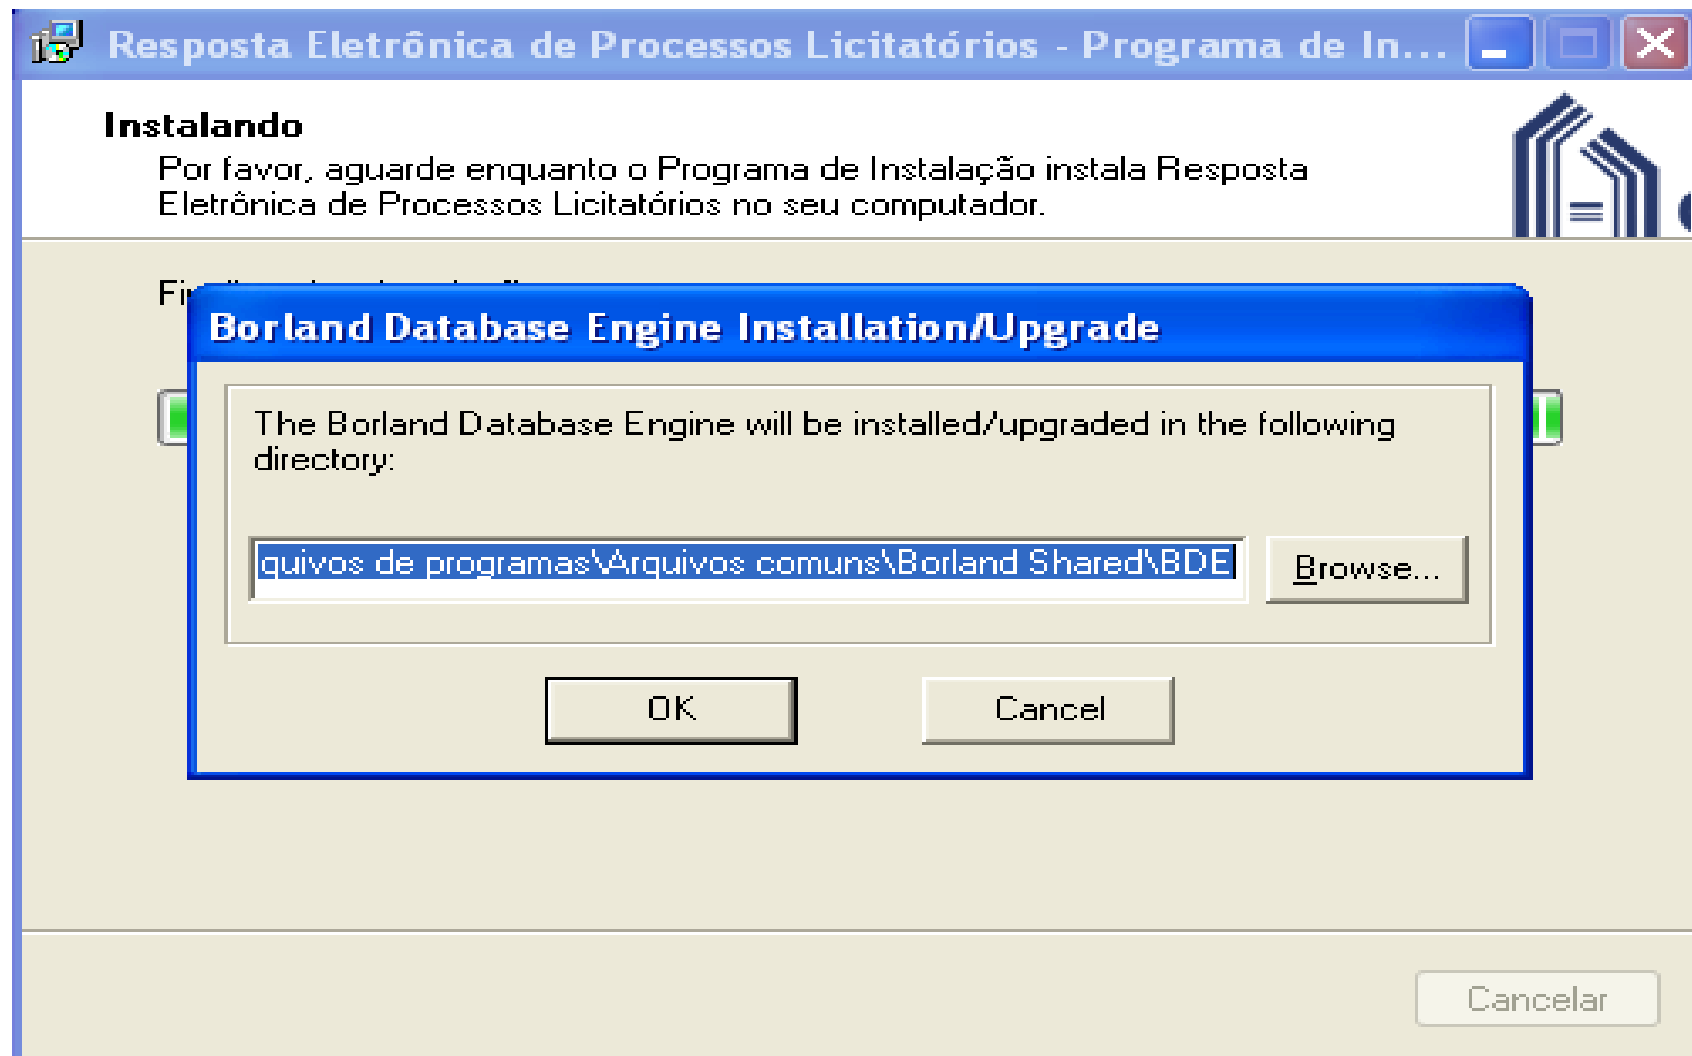 Resposta Eletrônica de Processos Licitatórios - Programa de In...
Instalando
Por favor, aguarde enquanto o Programa de Instalação instala Resposta
Eletrônica de Processos Licitatórios no seu computador.
Borland Database Engine Installation/Upgrade
The Borland Database Engine will be installed/upgraded in the following
directory:
quivos de programas\Arquivos comuns\Borland Shared\BDE
Browse...
OK
Cancel
Cancelar